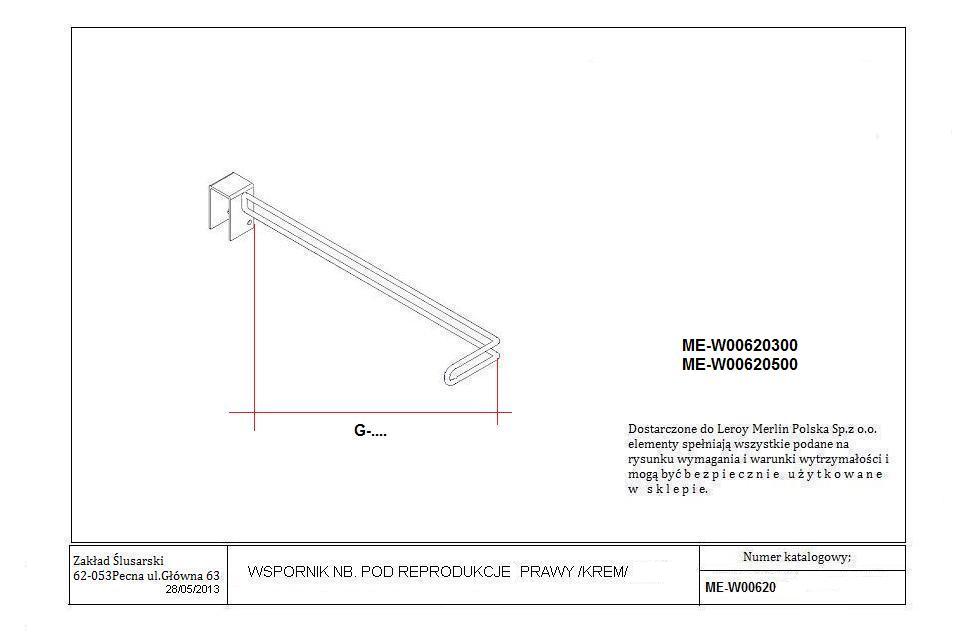 ME-W00620300
ME-W00620500
G-....
Dostarczone do Leroy Merlin Polska Sp.z o.o.
elementy spełniają wszystkie podane na
rysunku wymagania i warunki wytrzymałości i
mogą być b e z p i e c z n i e u ż y t k o w a n e
w s k l e p i e.
Zakład Ślusarski
62-053Pecna ul.Główna 63
28/05/2013
WSPORNIK NB. POD REPRODUKCJE PRAWY /KREM/
Numer katalogowy;
ME-W00620